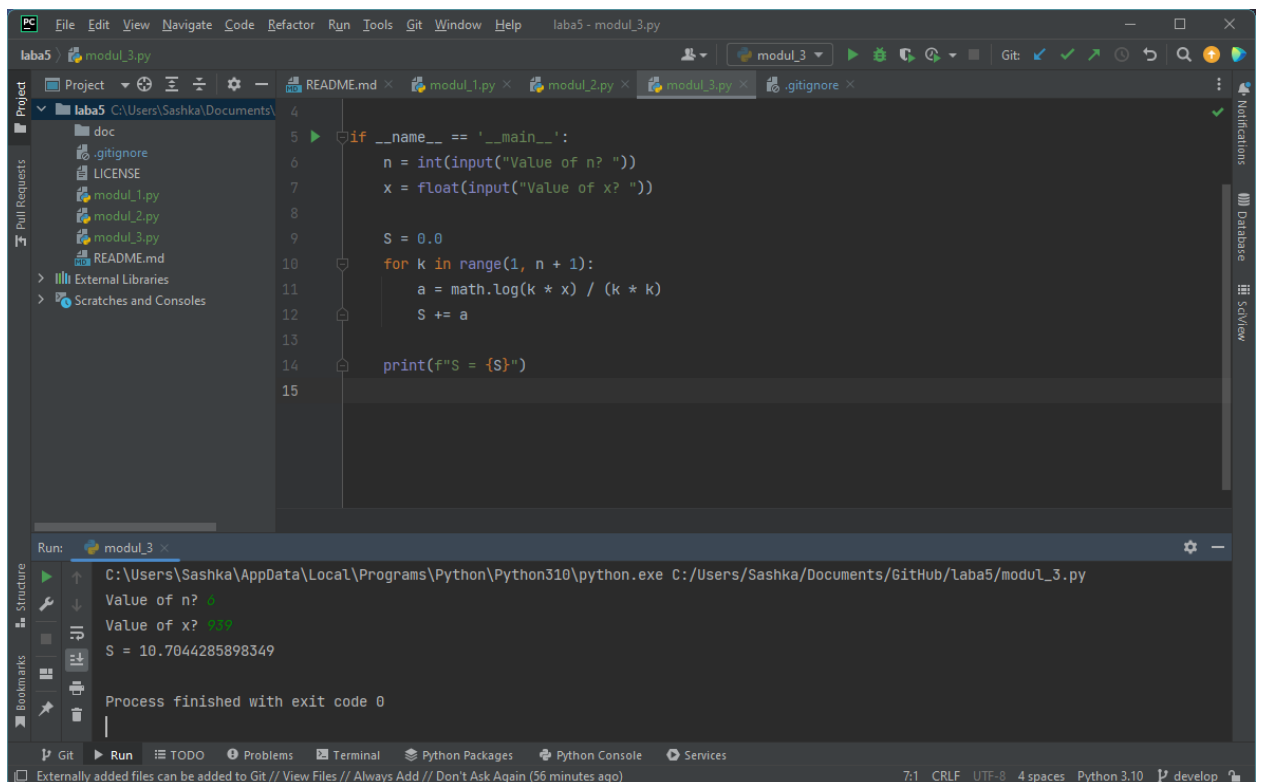 PC File Edit View Navigate Code Refactor Run Tools Git Window Help laba5 - modul_3.py
laba5 modul_3.py modul_3 Git:
Project README.md modul_1.py modul_2.py modul_3.py .gitignore
Project
Pull Requests
laba5 C:\Users\Sashka\Documents\
doc
.gitignore
LICENSE
modul_1.py
modul_2.py
modul_3.py
README.md
External Libraries
Scratches and Consoles
4
5 if __name__ == '__main__':
6 n = int(input("Value of n? "))
7 x = float(input("Value of x? "))
8
9 S = 0.0
10 for k in range(1, n + 1):
11 a = math.log(k * x) / (k * k)
12 S += a
13
14 print(f"S = {S}")
15
Notifications
Database
SciView
Run: modul_3
Structure
Bookmarks
C:\Users\Sashka\AppData\Local\Programs\Python\Python310\python.exe C:/Users/Sashka/Documents/GitHub/laba5/modul_3.py
Value of n? 6
Value of x? 939
S = 10.7044285898349
Process finished with exit code 0
Git Run TODO Problems Terminal Python Packages Python Console Services
Externally added files can be added to Git // View Files // Always Add // Don't Ask Again (56 minutes ago) 7:1 CRLF UTF-8 4 spaces Python 3.10 develop